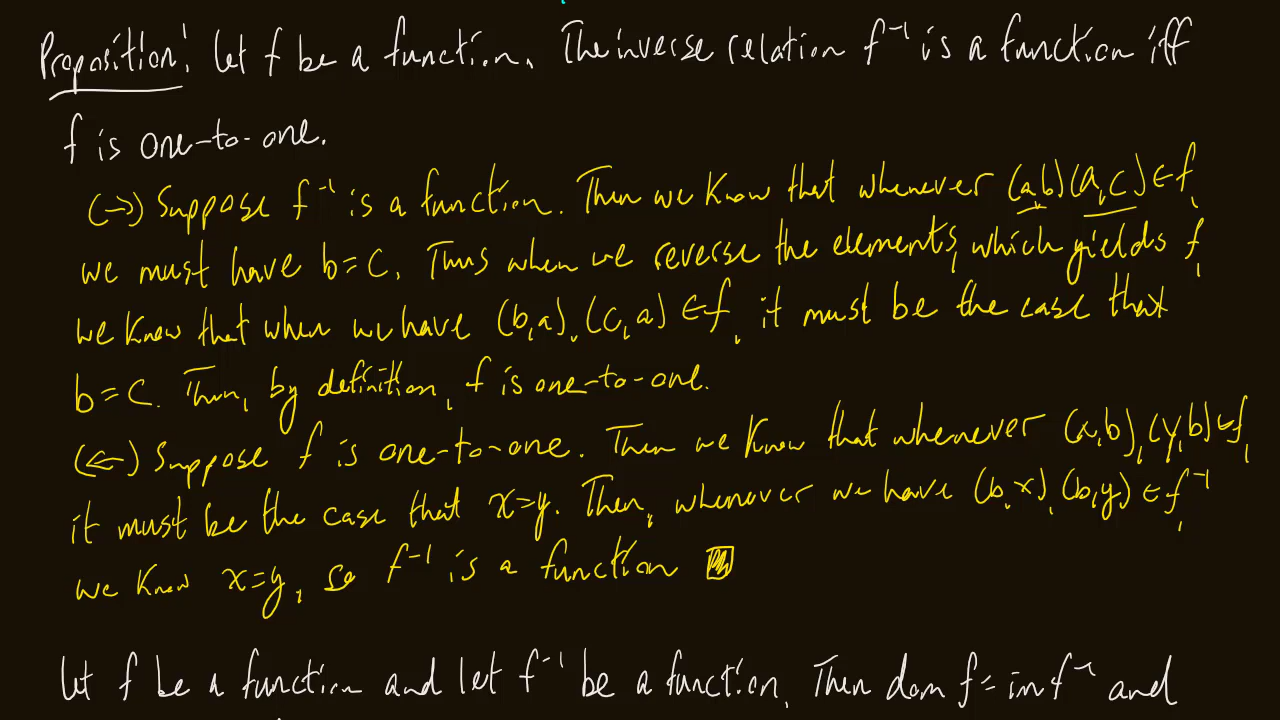 Proposition: Let f be a function. The inverse relation f⁻¹ is a function iff
f is one-to-one.
(→) Suppose f⁻¹ is a function. Then we know that whenever (a,b)(a,c) ∈ f,
we must have b=c. Thus when we reverse the elements, which yields f,
we know that when we have (b,a), (c,a) ∈ f, it must be the case that
b=c. Then, by definition, f is one-to-one.
(←) Suppose f is one-to-one. Then we know that whenever (x,b), (y,b) ∈ f,
it must be the case that x=y. Then, whenever we have (b,x), (b,y) ∈ f⁻¹,
we know x=y, so f⁻¹ is a function
Let f be a function and let f⁻¹ be a function. Then dom f = im f⁻¹ and